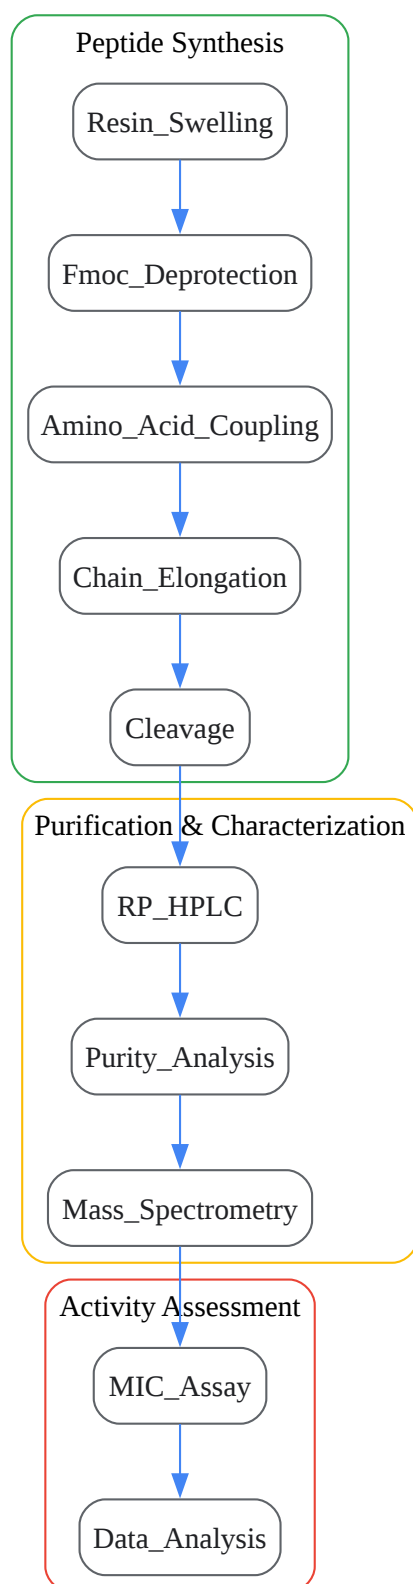 Peptide Synthesis
Resin_Swelling
Fmoc_Deprotection
Amino_Acid_Coupling
Chain_Elongation
Cleavage
Purification & Characterization
RP_HPLC
Purity_Analysis
Mass_Spectrometry
Activity Assessment
MIC_Assay
Data_Analysis